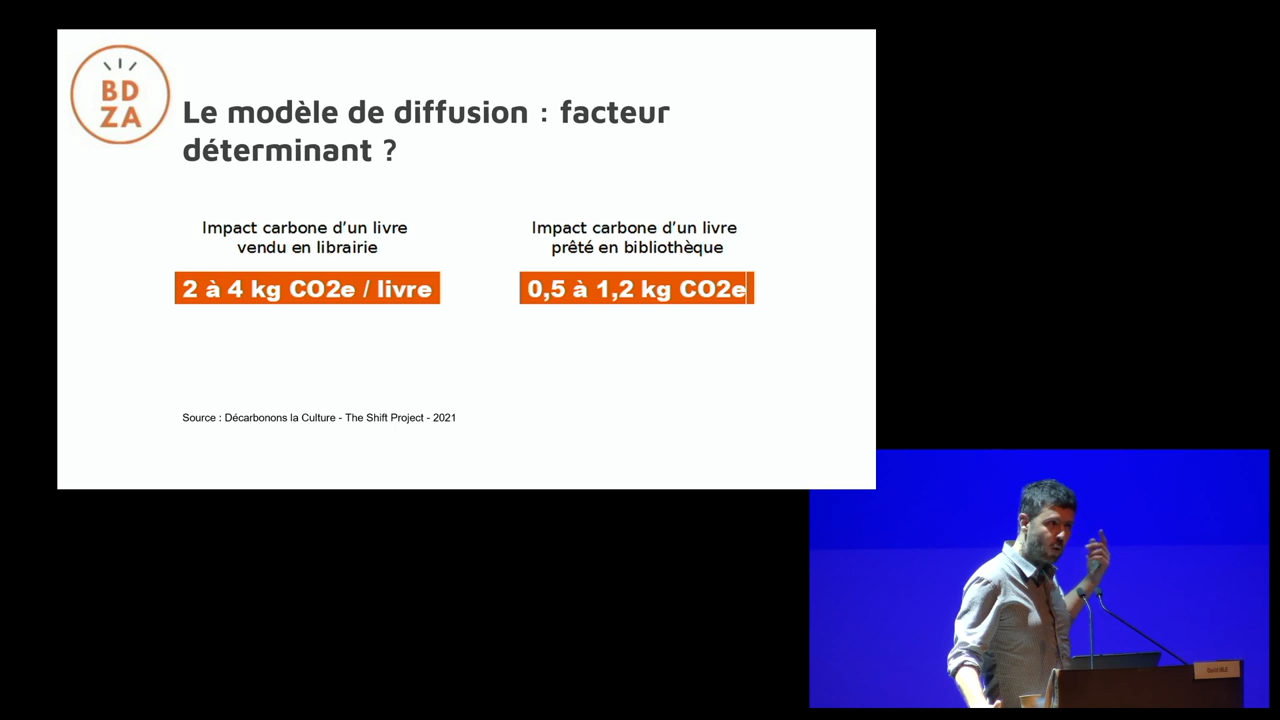 BD
ZA
Le modèle de diffusion : facteur
déterminant ?
Impact carbone d'un livre
vendu en librairie
Impact carbone d'un livre
prêté en bibliothèque
2 à 4 kg CO2e / livre
0,5 à 1,2 kg CO2e
Source : Décarbonons la Culture - The Shift Project - 2021